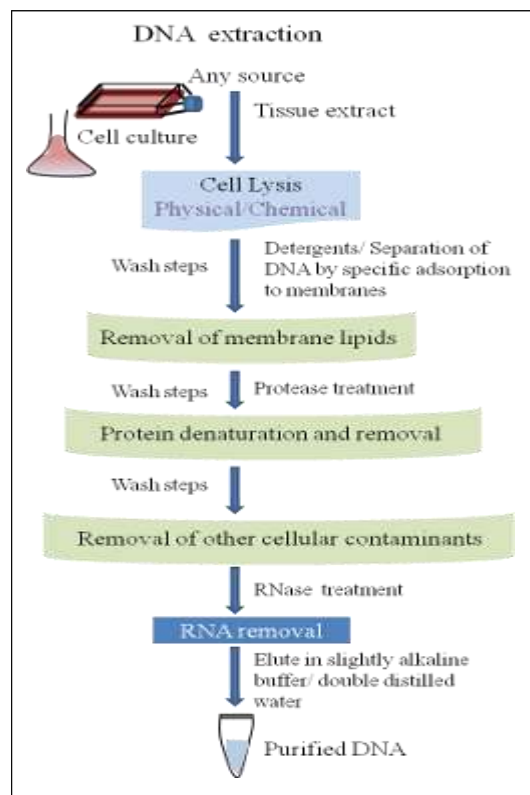 DNA extraction
Any source
Cell culture
Tissue extract
Cell Lysis
Physical/Chemical
Wash steps
Detergents/ Separation of
DNA by specific adsorption
to membranes
Removal of membrane lipids
Wash steps
Protease treatment
Protein denaturation and removal
Wash steps
Removal of other cellular contaminants
RNase treatment
RNA removal
Elute in slightly alkaline
buffer/ double distilled
water
Purified DNA